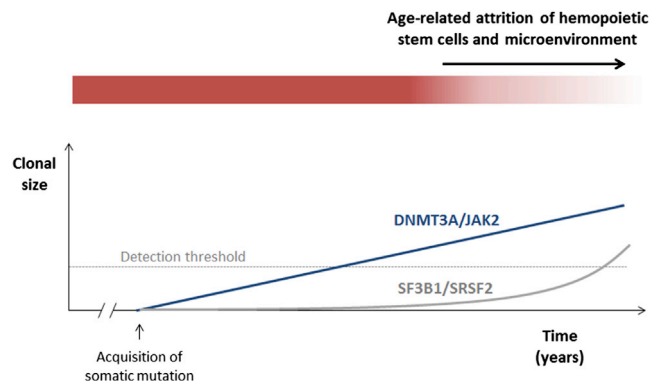 Age-related attrition of hemopoietic
stem cells and microenvironment
Clonal
size
DNMT3A/JAK2
Detection threshold
SF3B1/SRSF2
Time
(years)
Acquisition of
somatic mutation